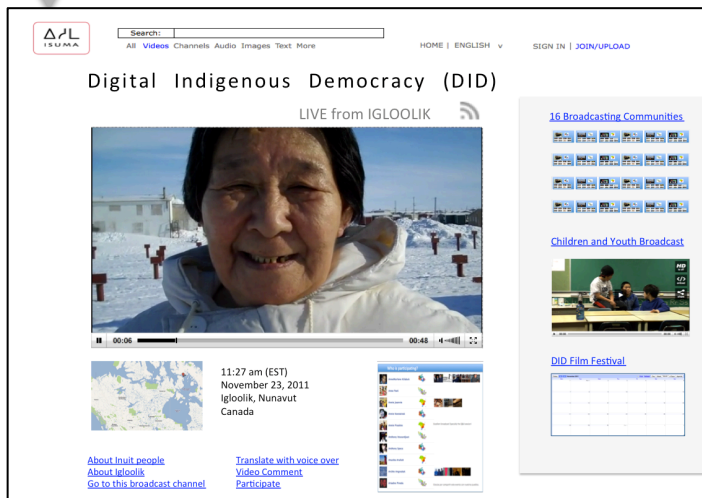 ᐃᓱᒪ
ISUMA
Search:
All Videos Channels Audio Images Text More
HOME | ENGLISH v
SIGN IN | JOIN/UPLOAD
Digital Indigenous Democracy (DID)
LIVE from IGLOOLIK
00:06
00:48
11:27 am (EST)
November 23, 2011
Igloolik, Nunavut
Canada
About Inuit people
About Igloolik
Go to this broadcast channel
Translate with voice over
Video Comment
Participate
16 Broadcasting Communities
Children and Youth Broadcast
HD
DID Film Festival